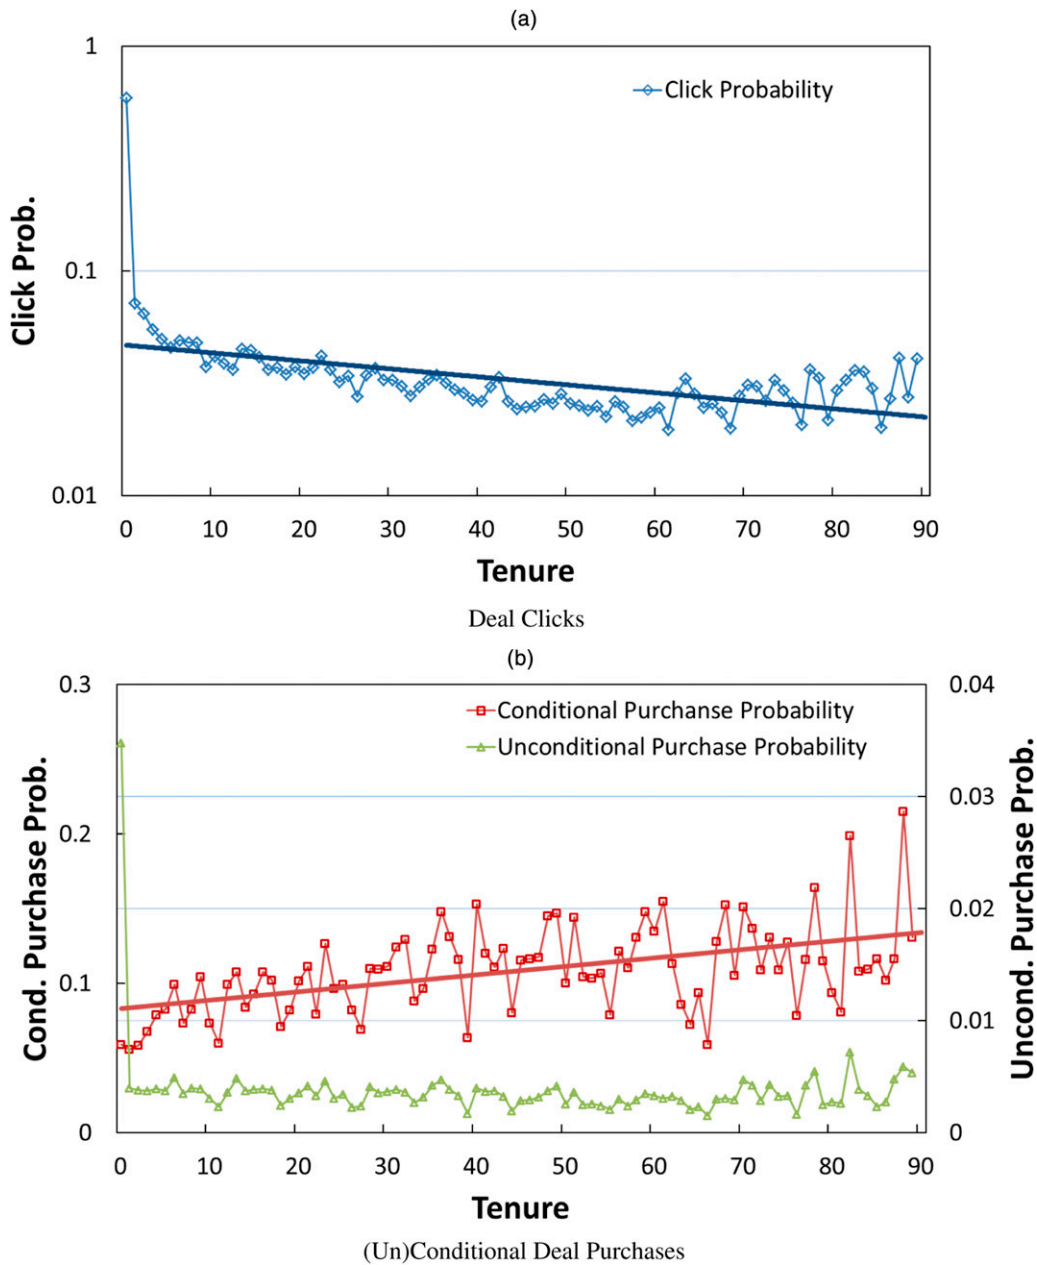 (a)
1
0.1
0.01
Click Prob.
Click Probability
0 10 20 30 40 50 60 70 80 90
Tenure
Deal Clicks
(b)
0.3
0.2
0.1
0
Cond. Purchase Prob.
Conditional Purchanse Probability
Unconditional Purchase Probability
0.04
0.03
0.02
0.01
0
Uncond. Purchase Prob.
0 10 20 30 40 50 60 70 80 90
Tenure
(Un)Conditional Deal Purchases